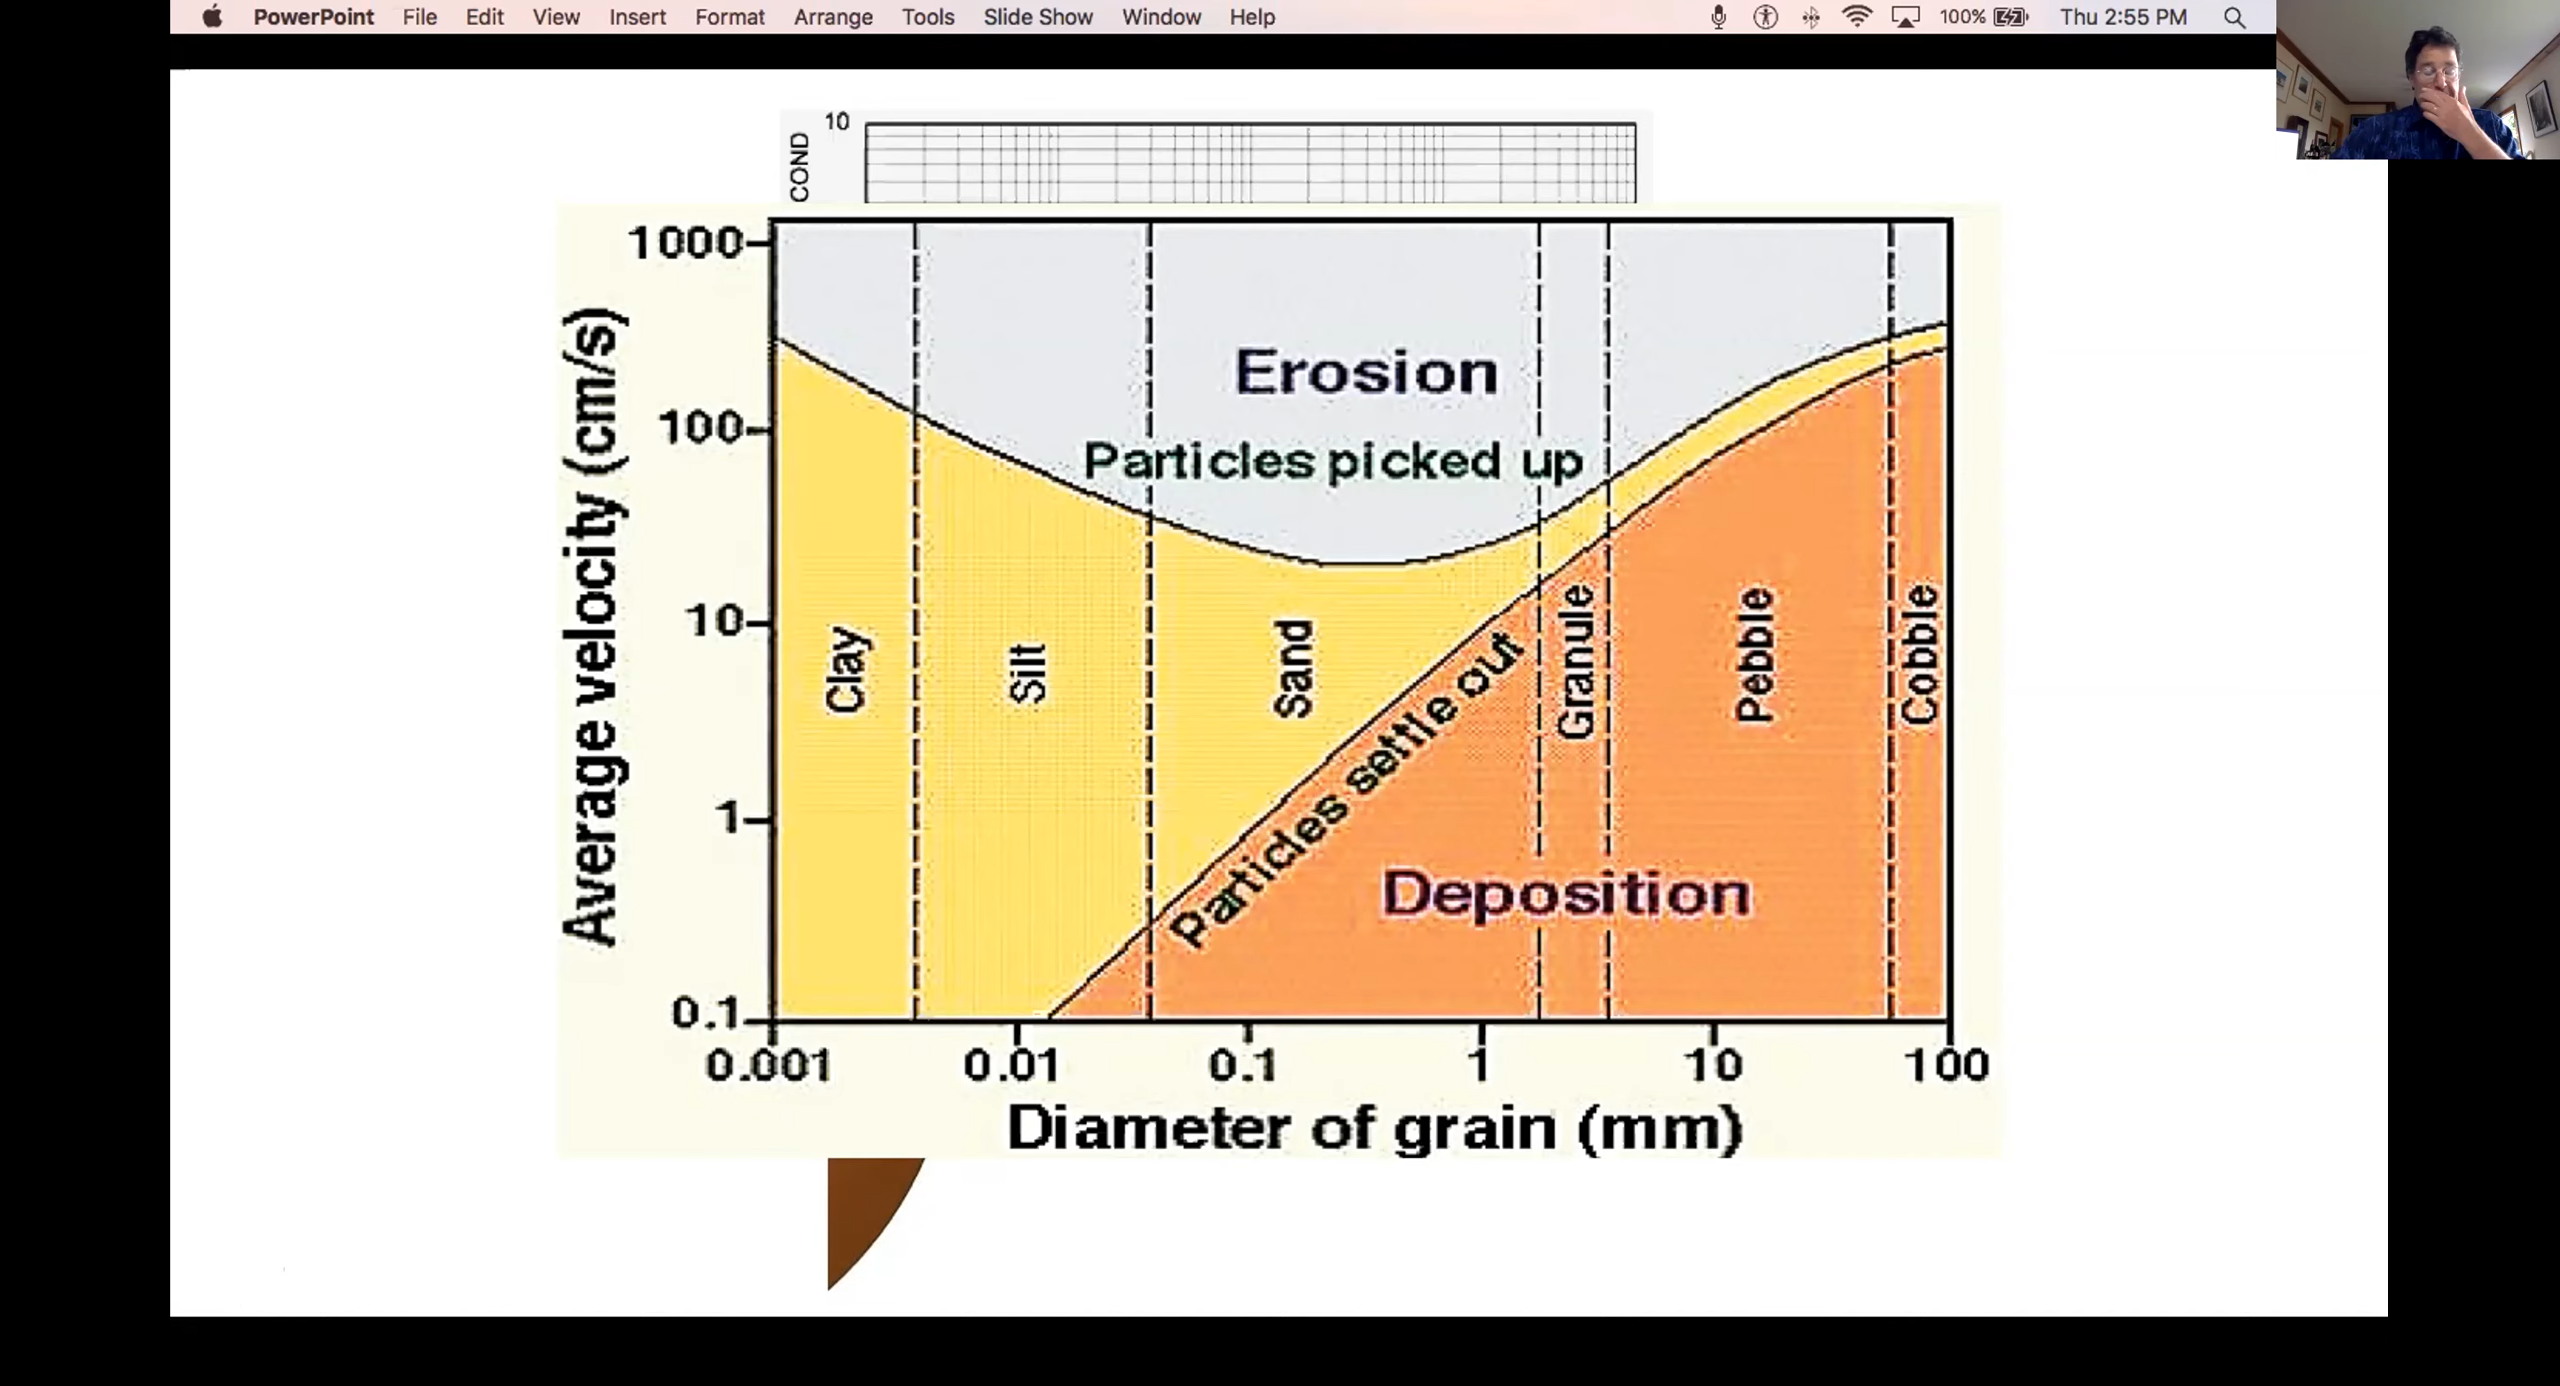 PowerPoint File Edit View Insert Format Arrange Tools Slide Show Window Help 100% Thu 2:55 PM
10
COND
1000
100
10
1
0.1
Average velocity (cm/s)
Erosion
Particles picked up
Clay
Silt
Sand
Granule
Pebble
Cobble
Particles settle out
Deposition
0.001 0.01 0.1 1 10 100
Diameter of grain (mm)